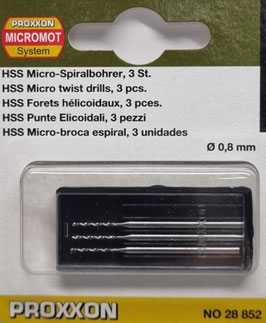 PROXXON
MICROMOT
System
HSS Micro-Spiralbohrer, 3 St.
HSS Micro twist drills, 3 pcs.
HSS Forets hélicoidaux, 3 pces.
HSS Punte Elicoidali, 3 pezzi
HSS Micro-broca espiral, 3 unidades
Ø 0,8 mm
PROXXON
NO 28 852